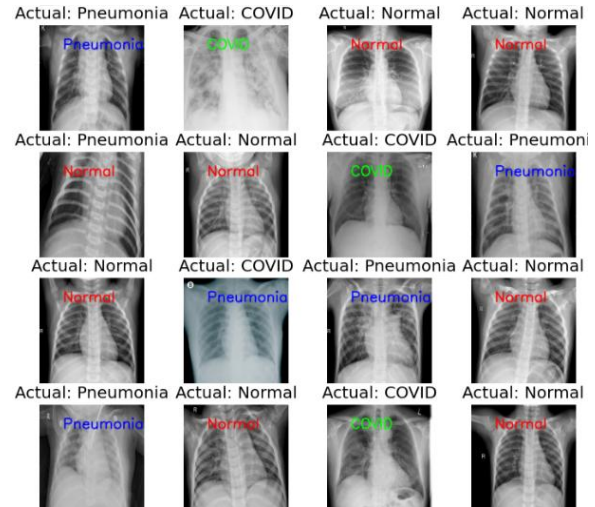 Actual: Pneumonia Actual: COVID Actual: Normal Actual: Normal
Pneumonia COVID Normal Normal
Actual: Pneumonia Actual: Normal Actual: COVID Actual: Pneumoni
Normal Normal COVID Pneumonia
Actual: Normal Actual: COVID Actual: Pneumonia Actual: Normal
Normal Pneumonia Pneumonia Normal
Actual: Pneumonia Actual: Normal Actual: COVID Actual: Normal
Pneumonia Normal COVID Normal